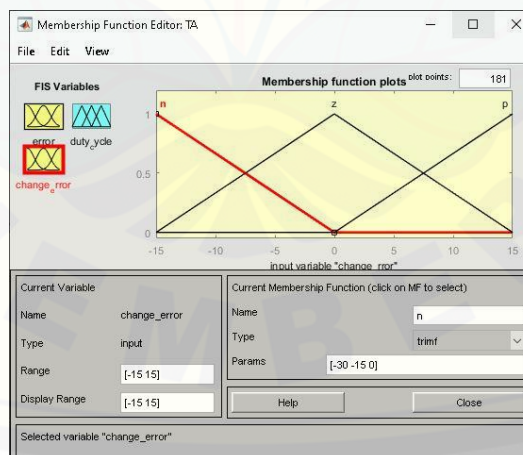 Membership Function Editor: TA
File Edit View
FIS Variables
error
duty_cycle
change_error
Membership function plots
plot points:
181
n
z
p
1
0.5
0
-15
-10
-5
0
5
10
15
input variable "change_rror"
Current Variable
Name
change_error
Type
input
Range
[-15 15]
Display Range
[-15 15]
Current Membership Function (click on MF to select)
Name
n
Type
trimf
Params
[-30 -15 0]
Help
Close
Selected variable "change_error"